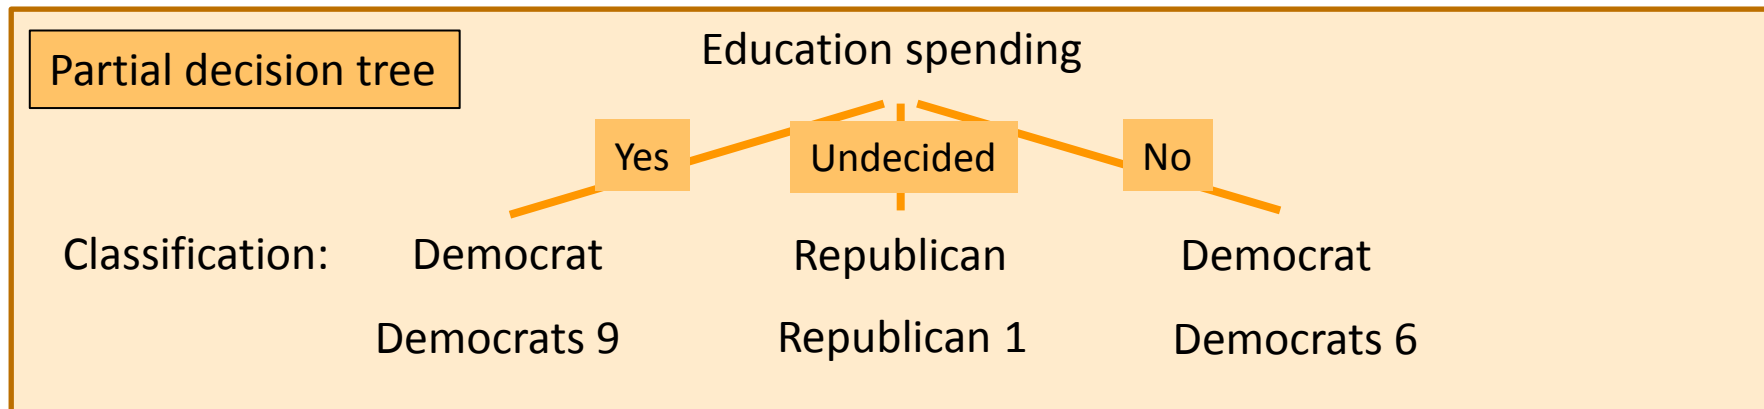 Partial decision tree
Education spending
Yes
Undecided
No
Classification: Democrat Republican Democrat
Democrats 9 Republican 1 Democrats 6